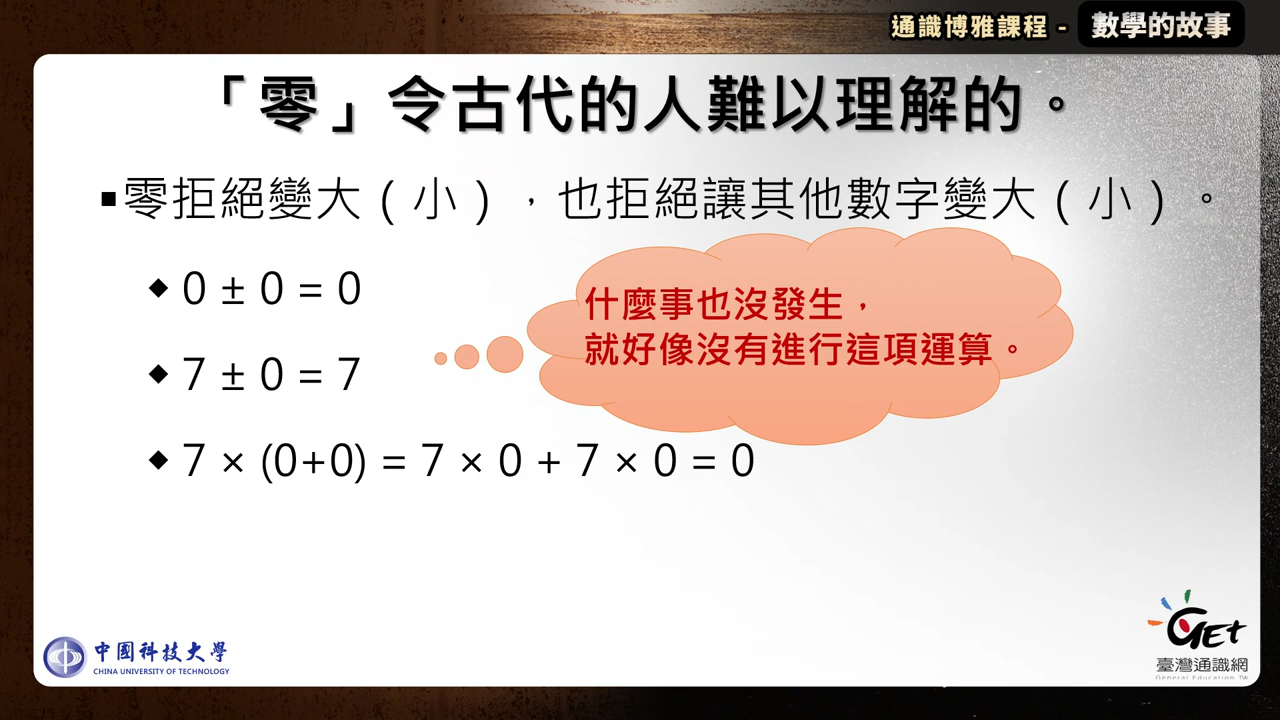 通識博雅課程 - 數學的故事
「零」令古代的人難以理解的。
▪零拒絕變大(小),也拒絕讓其他數字變大(小)。
◆ 0 ± 0 = 0
什麼事也沒發生,
就好像沒有進行這項運算。
◆ 7 ± 0 = 7
◆ 7 × (0+0) = 7 × 0 + 7 × 0 = 0
中國科技大學
CHINA UNIVERSITY OF TECHNOLOGY
GET
臺灣通識網
General Education TW